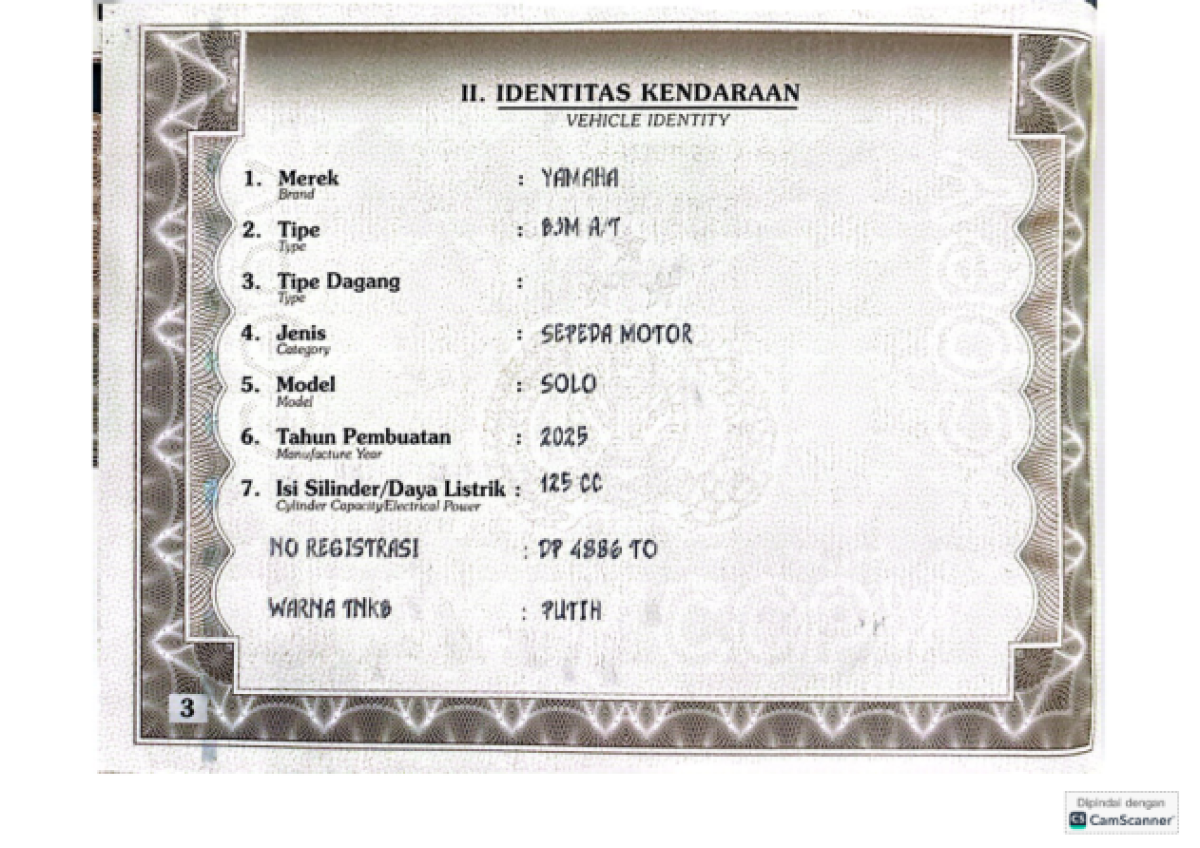 II. IDENTITAS KENDARAAN
VEHICLE IDENTITY
1. Merek : YAMAHA
Brand
2. Tipe : BJM A/T
Type
3. Tipe Dagang :
Type
4. Jenis : SEPEDA MOTOR
Category
5. Model : SOLO
Model
6. Tahun Pembuatan : 2025
Manufacture Year
7. Isi Silinder/Daya Listrik : 125 CC
Cylinder Capacity/Electrical Power
NO REGISTRASI : DP 4886 TO
WARNA TNKB : PUTIH
3
Dipindai dengan
CS CamScanner